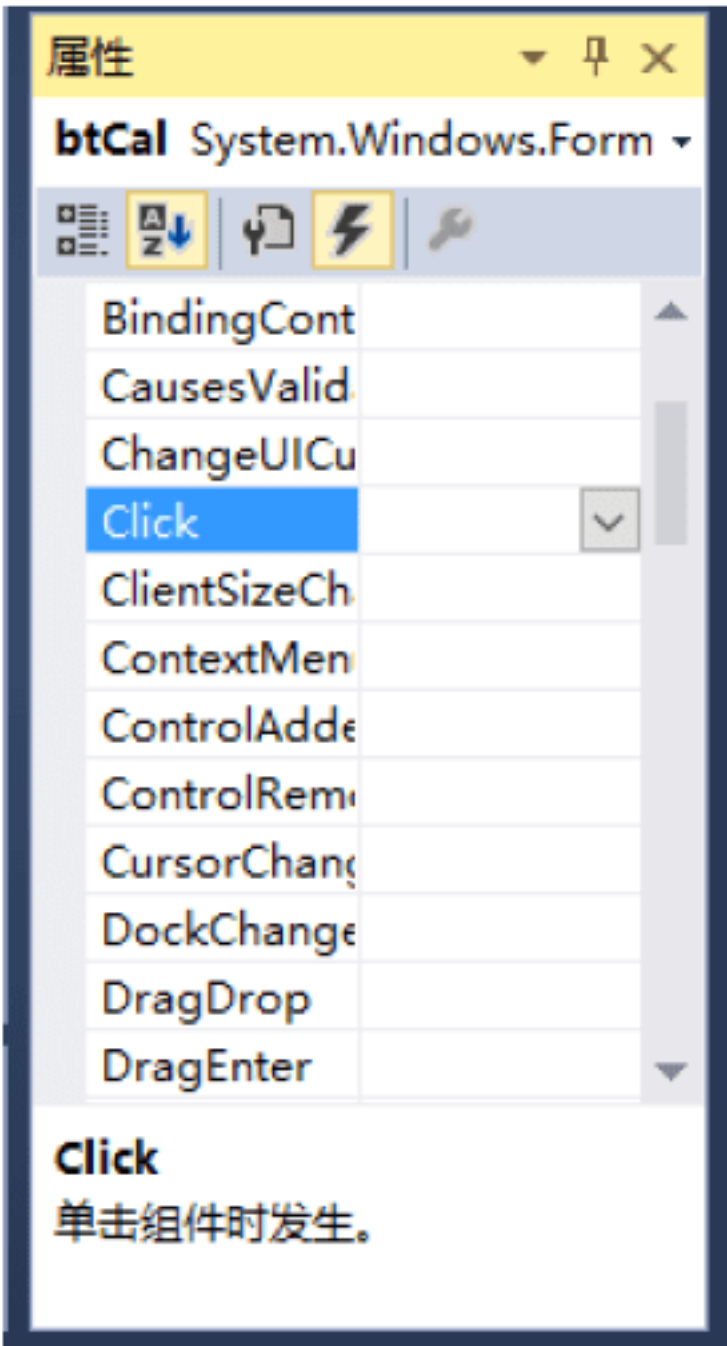 属性
btCal System.Windows.Form
BindingCont
CausesValid
ChangeUICu
Click
ClientSizeCh
ContextMen
ControlAdde
ControlRem
CursorChang
DockChange
DragDrop
DragEnter
Click
单击组件时发生。